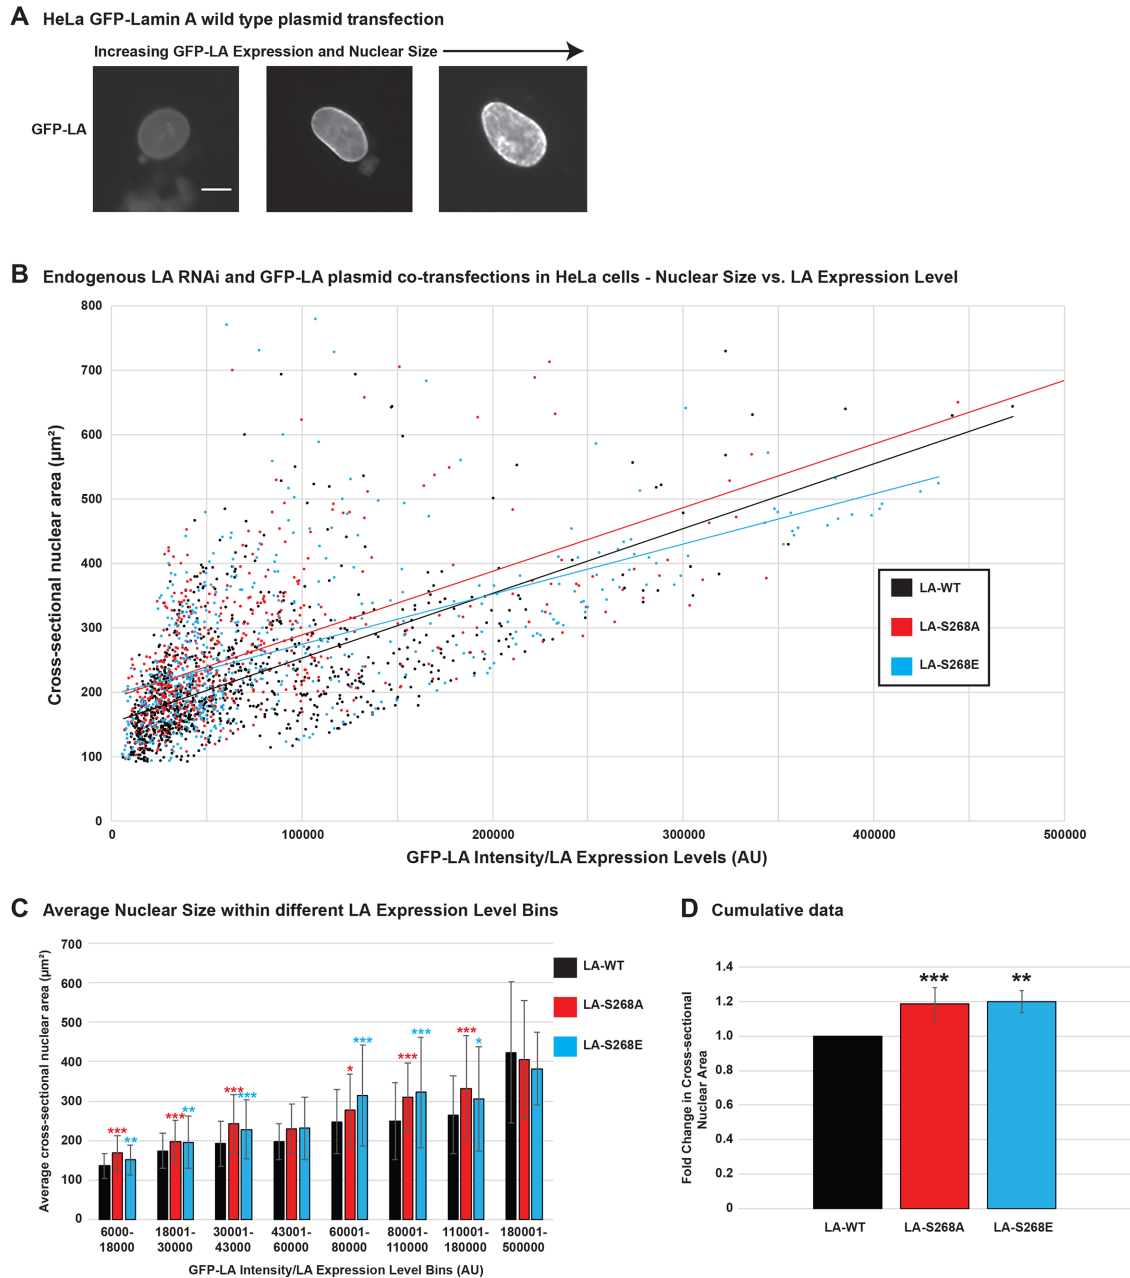 A HeLa GFP-Lamin A wild type plasmid transfection
Increasing GFP-LA Expression and Nuclear Size
GFP-LA
B Endogenous LA RNAi and GFP-LA plasmid co-transfections in HeLa cells - Nuclear Size vs. LA Expression Level
Cross-sectional nuclear area (µm²)
800
700
600
500
400
300
200
100
0
LA-WT
LA-S268A
LA-S268E
0 100000 200000 300000 400000 500000
GFP-LA Intensity/LA Expression Levels (AU)
C Average Nuclear Size within different LA Expression Level Bins
Average cross-sectional nuclear area (µm²)
700
600
500
400
300
200
100
0
*** ** *** ** *** *** * *** *** *** *** *
LA-WT
LA-S268A
LA-S268E
6000- 18001- 30001- 43001- 60001- 80001- 110001- 180001-
18000 30000 43000 60000 80000 110000 180000 500000
GFP-LA Intensity/LA Expression Level Bins (AU)
D Cumulative data
Fold Change in Cross-sectional
Nuclear Area
1.4
1.2
1.0
0.8
0.6
0.4
0.2
0
*** **
LA-WT LA-S268A LA-S268E